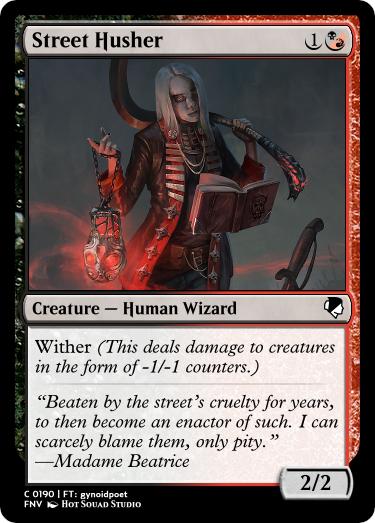 Street Husher 1
Creature — Human Wizard
Wither (This deals damage to creatures
in the form of -1/-1 counters.)
“Beaten by the street’s cruelty for years,
to then become an enactor of such. I can
scarcely blame them, only pity.”
—Madame Beatrice
2/2
C 0190 | FT: gynoidpoet
FNV Hot Squad Studio